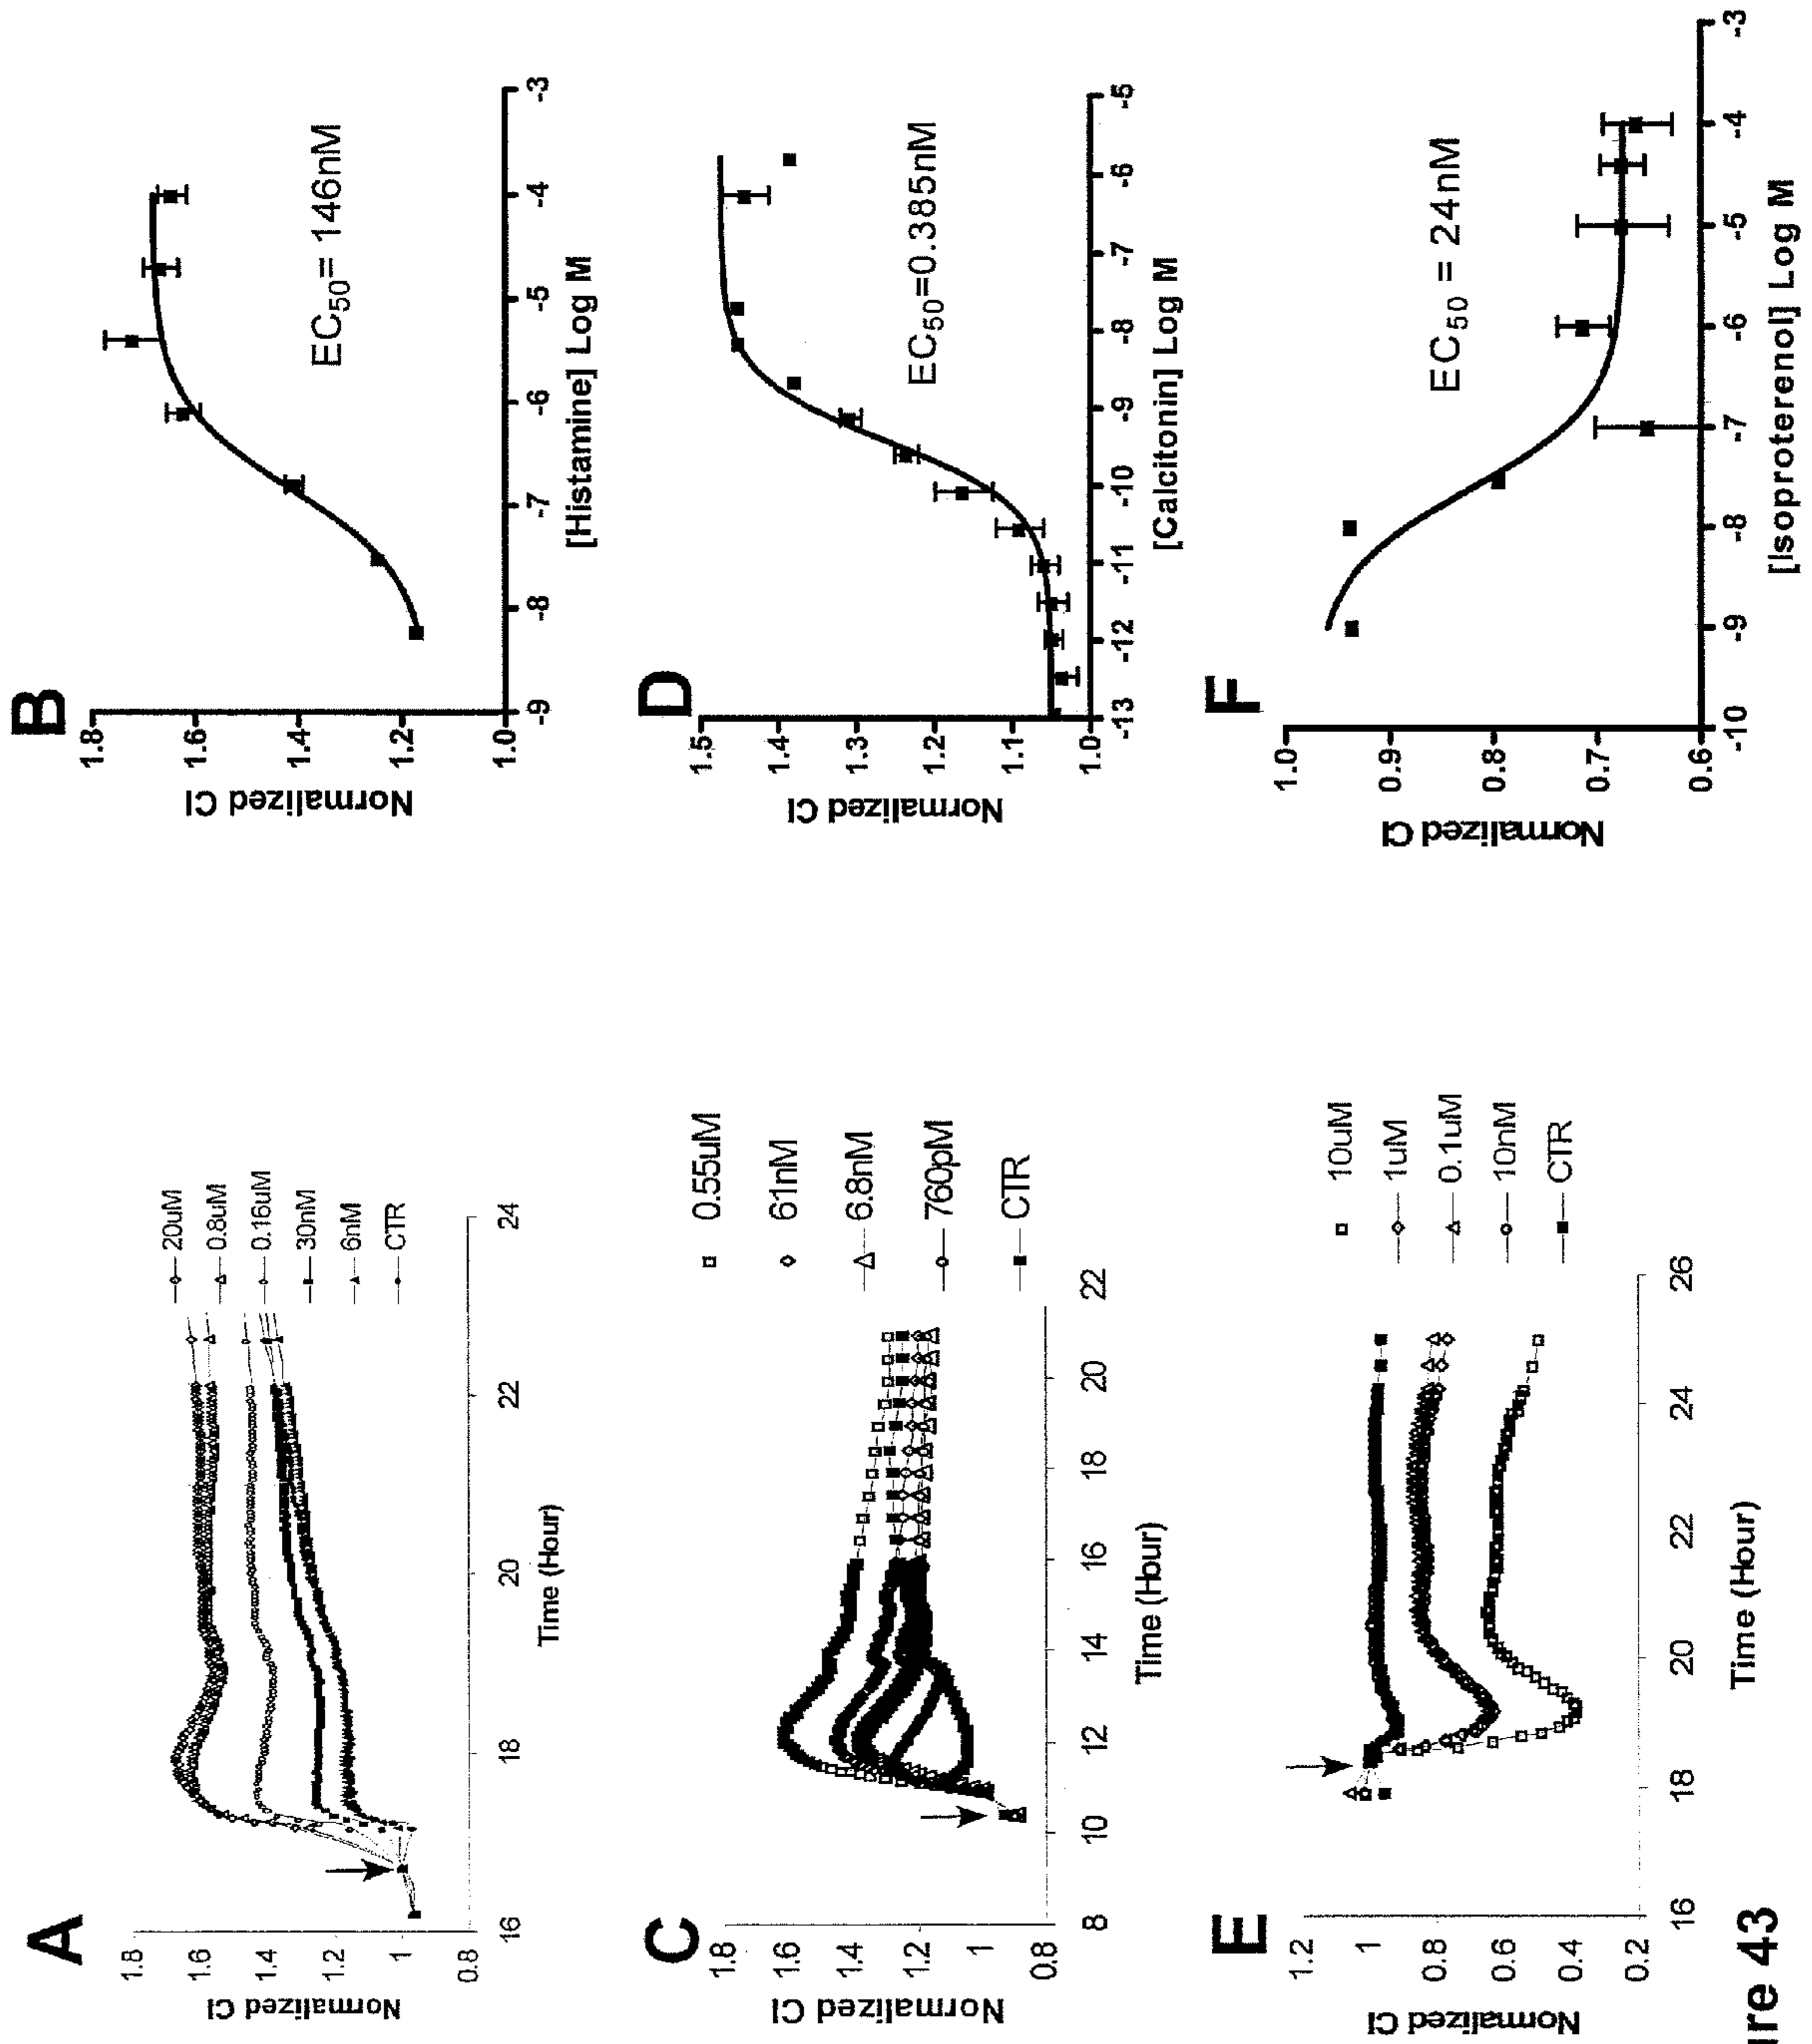 A
Normalized CI
1.8
1.6
1.4
1.2
1
0.8
16
18
20
22
24
Time (Hour)
20uM
0.8uM
0.16uM
30nM
6nM
CTR
B
Normalized CI
1.8
1.6
1.4
1.2
1.0
-9
-8
-7
-6
-5
-4
-3
[Histamine] Log M
EC50= 146nM
C
Normalized CI
1.8
1.6
1.4
1.2
1
0.8
8
10
12
14
16
18
20
22
Time (Hour)
0.55uM
61nM
6.8nM
760pM
CTR
D
Normalized CI
1.5
1.4
1.3
1.2
1.1
1.0
-13
-12
-11
-10
-9
-8
-7
-6
-5
[Calcitonin] Log M
EC50=0.385nM
E
Normalized CI
1.2
1
0.8
0.6
0.4
0.2
16
18
20
22
24
26
Time (Hour)
10uM
1uM
0.1uM
10nM
CTR
F
Normalized CI
1.0
0.9
0.8
0.7
0.6
-10
-9
-8
-7
-6
-5
-4
-3
[Isoproterenol] Log M
EC50 = 24nM
re 43